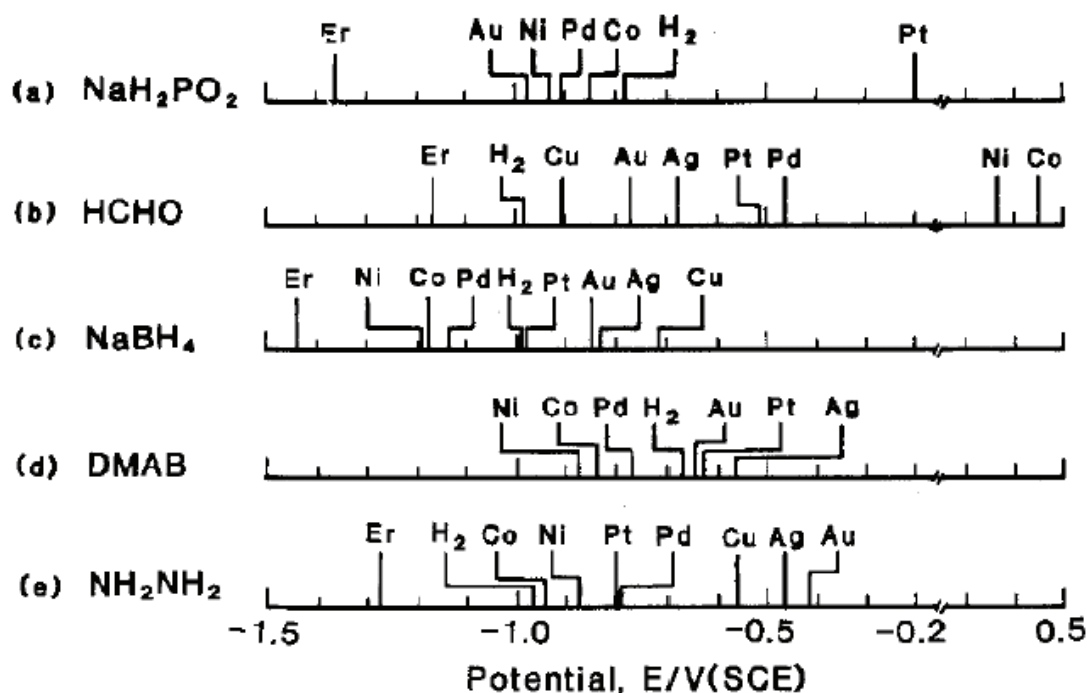 Er Au Ni Pd Co H₂ Pt
(a) NaH₂PO₂
Er H₂ Cu Au Ag Pt Pd Ni Co
(b) HCHO
Er Ni Co Pd H₂ Pt Au Ag Cu
(c) NaBH₄
Ni Co Pd H₂ Au Pt Ag
(d) DMAB
Er H₂ Co Ni Pt Pd Cu Ag Au
(e) NH₂NH₂
-1.5 -1.0 -0.5 -0.2 0.5
Potential, E/V(SCE)